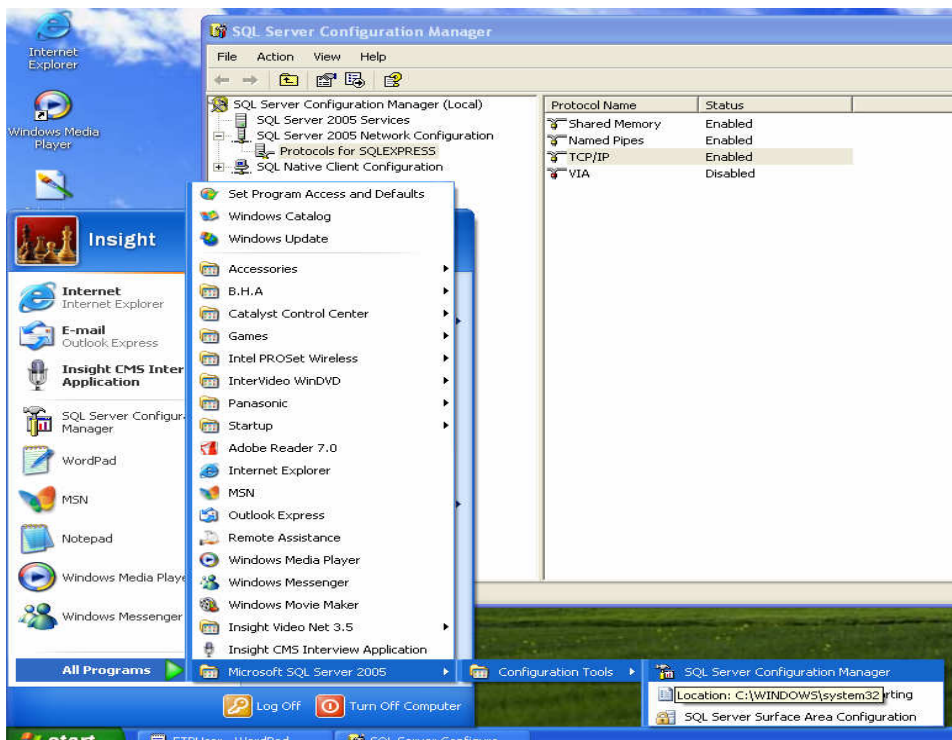 Internet
Explorer
Windows Media
Player
SQL Server Configuration Manager
File Action View Help
SQL Server Configuration Manager (Local)
SQL Server 2005 Services
SQL Server 2005 Network Configuration
Protocols for SQLEXPRESS
SQL Native Client Configuration
Protocol Name Status
Shared Memory Enabled
Named Pipes Enabled
TCP/IP Enabled
VIA Disabled
Insight
Internet
Internet Explorer
E-mail
Outlook Express
Insight CMS Inter
Application
SQL Server Configur
Manager
WordPad
MSN
Notepad
Windows Media Playe
Windows Messenger
All Programs
Set Program Access and Defaults
Windows Catalog
Windows Update
Accessories
B.H.A
Catalyst Control Center
Games
Intel PROSet Wireless
InterVideo WinDVD
Panasonic
Startup
Adobe Reader 7.0
Internet Explorer
MSN
Outlook Express
Remote Assistance
Windows Media Player
Windows Messenger
Windows Movie Maker
Insight Video Net 3.5
Insight CMS Interview Application
Microsoft SQL Server 2005
Configuration Tools
SQL Server Configuration Manager
Location: C:\WINDOWS\system32
rting
SQL Server Surface Area Configuration
Log Off
Turn Off Computer
start
WordPad
SQL Server Configura